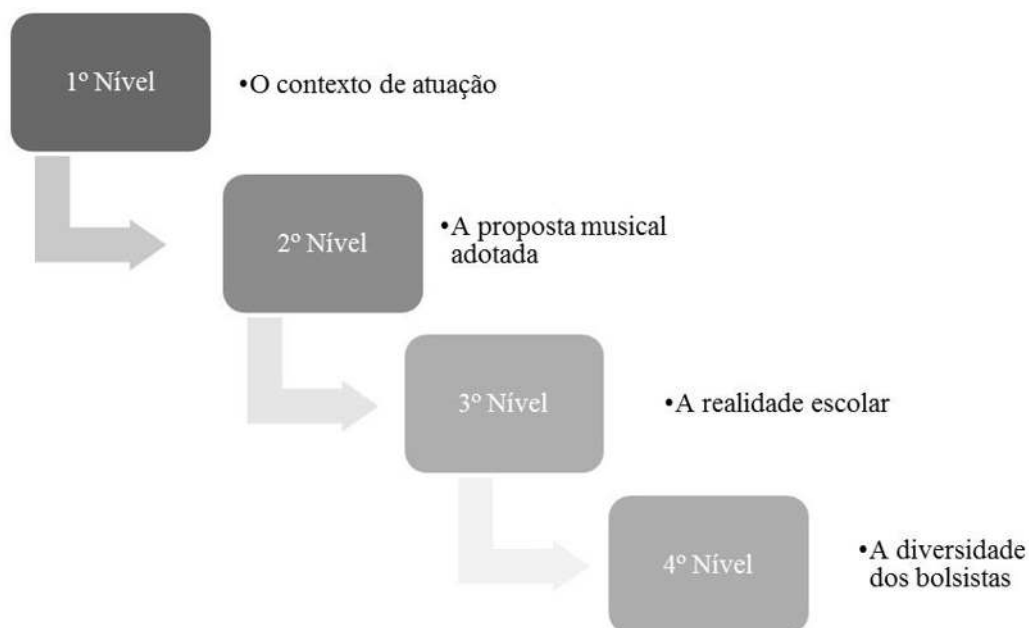 1º Nível
•O contexto de atuação
2º Nível
•A proposta musical
adotada
3º Nível
•A realidade escolar
4º Nível
•A diversidade
dos bolsistas